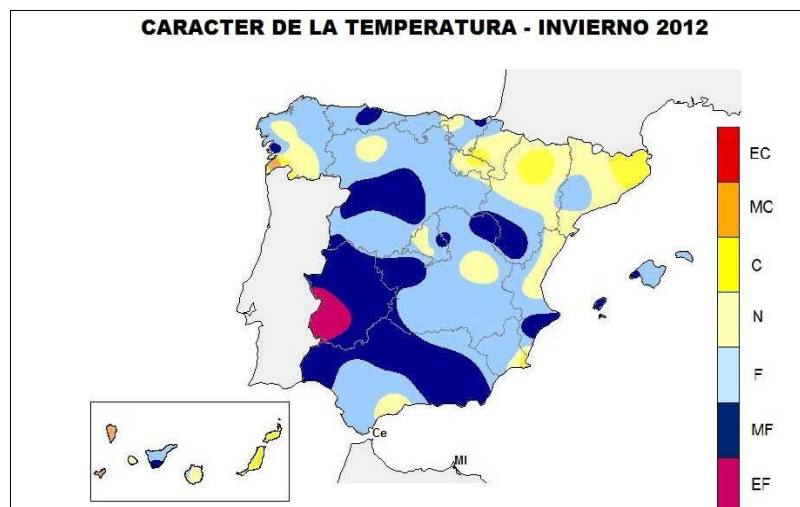 CARACTER DE LA TEMPERATURA - INVIERNO 2012
EC
MC
C
N
F
MF
EF
Ce
Ml